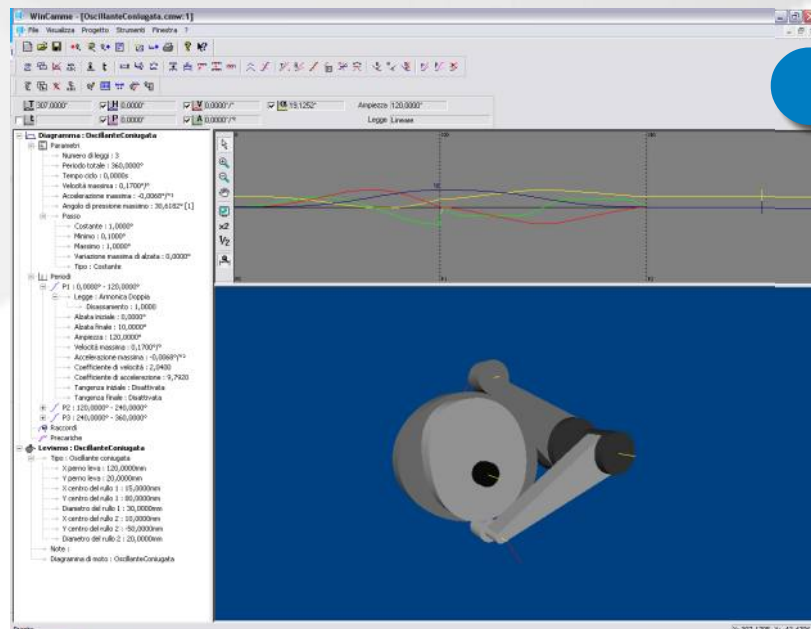 WinCamme - [OscillanteConiugata.cmw:1]
File Visualizza Progetto Strumenti Finestra ?
T 307,0000° H 0,0000° V 0,0000°/° α 19,1252° Ampiezza 120,0000°
t P 0,0000° A 0,0000°/°² Legge Lineare
Diagramma : OscillanteConiugata
Parametri
Numero di leggi : 3
Periodo totale : 360,0000°
Tempo ciclo : 0,0000s
Velocità massima : 0,1700°/°
Accelerazione massima : -0,0068°/°²
Angolo di pressione massimo : 30,6182° [1]
Passo
Costante : 1,0000°
Minimo : 0,1000°
Massimo : 1,0000°
Variazione massima di alzata : 0,0000°
Tipo : Costante
Periodi
P1 : 0,0000° - 120,0000°
Legge : Armonica Doppia
Disassamento : 1,0000
Alzata iniziale : 0,0000°
Alzata finale : 10,0000°
Ampiezza : 120,0000°
Velocità massima : 0,1700°/°
Accelerazione massima : -0,0068°/°²
Coefficiente di velocità : 2,0400
Coefficiente di accelerazione : 9,7920
Tangenza iniziale : Disattivata
Tangenza finale : Disattivata
P2 : 120,0000° - 240,0000°
P3 : 240,0000° - 360,0000°
Raccordi
Precariche
Levismo : OscillanteConiugata
Tipo : Oscillante coniugata
X perno leva : 120,0000mm
Y perno leva : 20,0000mm
X centro del rullo 1 : 15,0000mm
Y centro del rullo 1 : 80,0000mm
Diametro del rullo 1 : 30,0000mm
X centro del rullo 2 : 10,0000mm
Y centro del rullo 2 : -50,0000mm
Diametro del rullo 2 : 20,0000mm
Note :
Diagramma di moto : OscillanteConiugata
x2
1/2